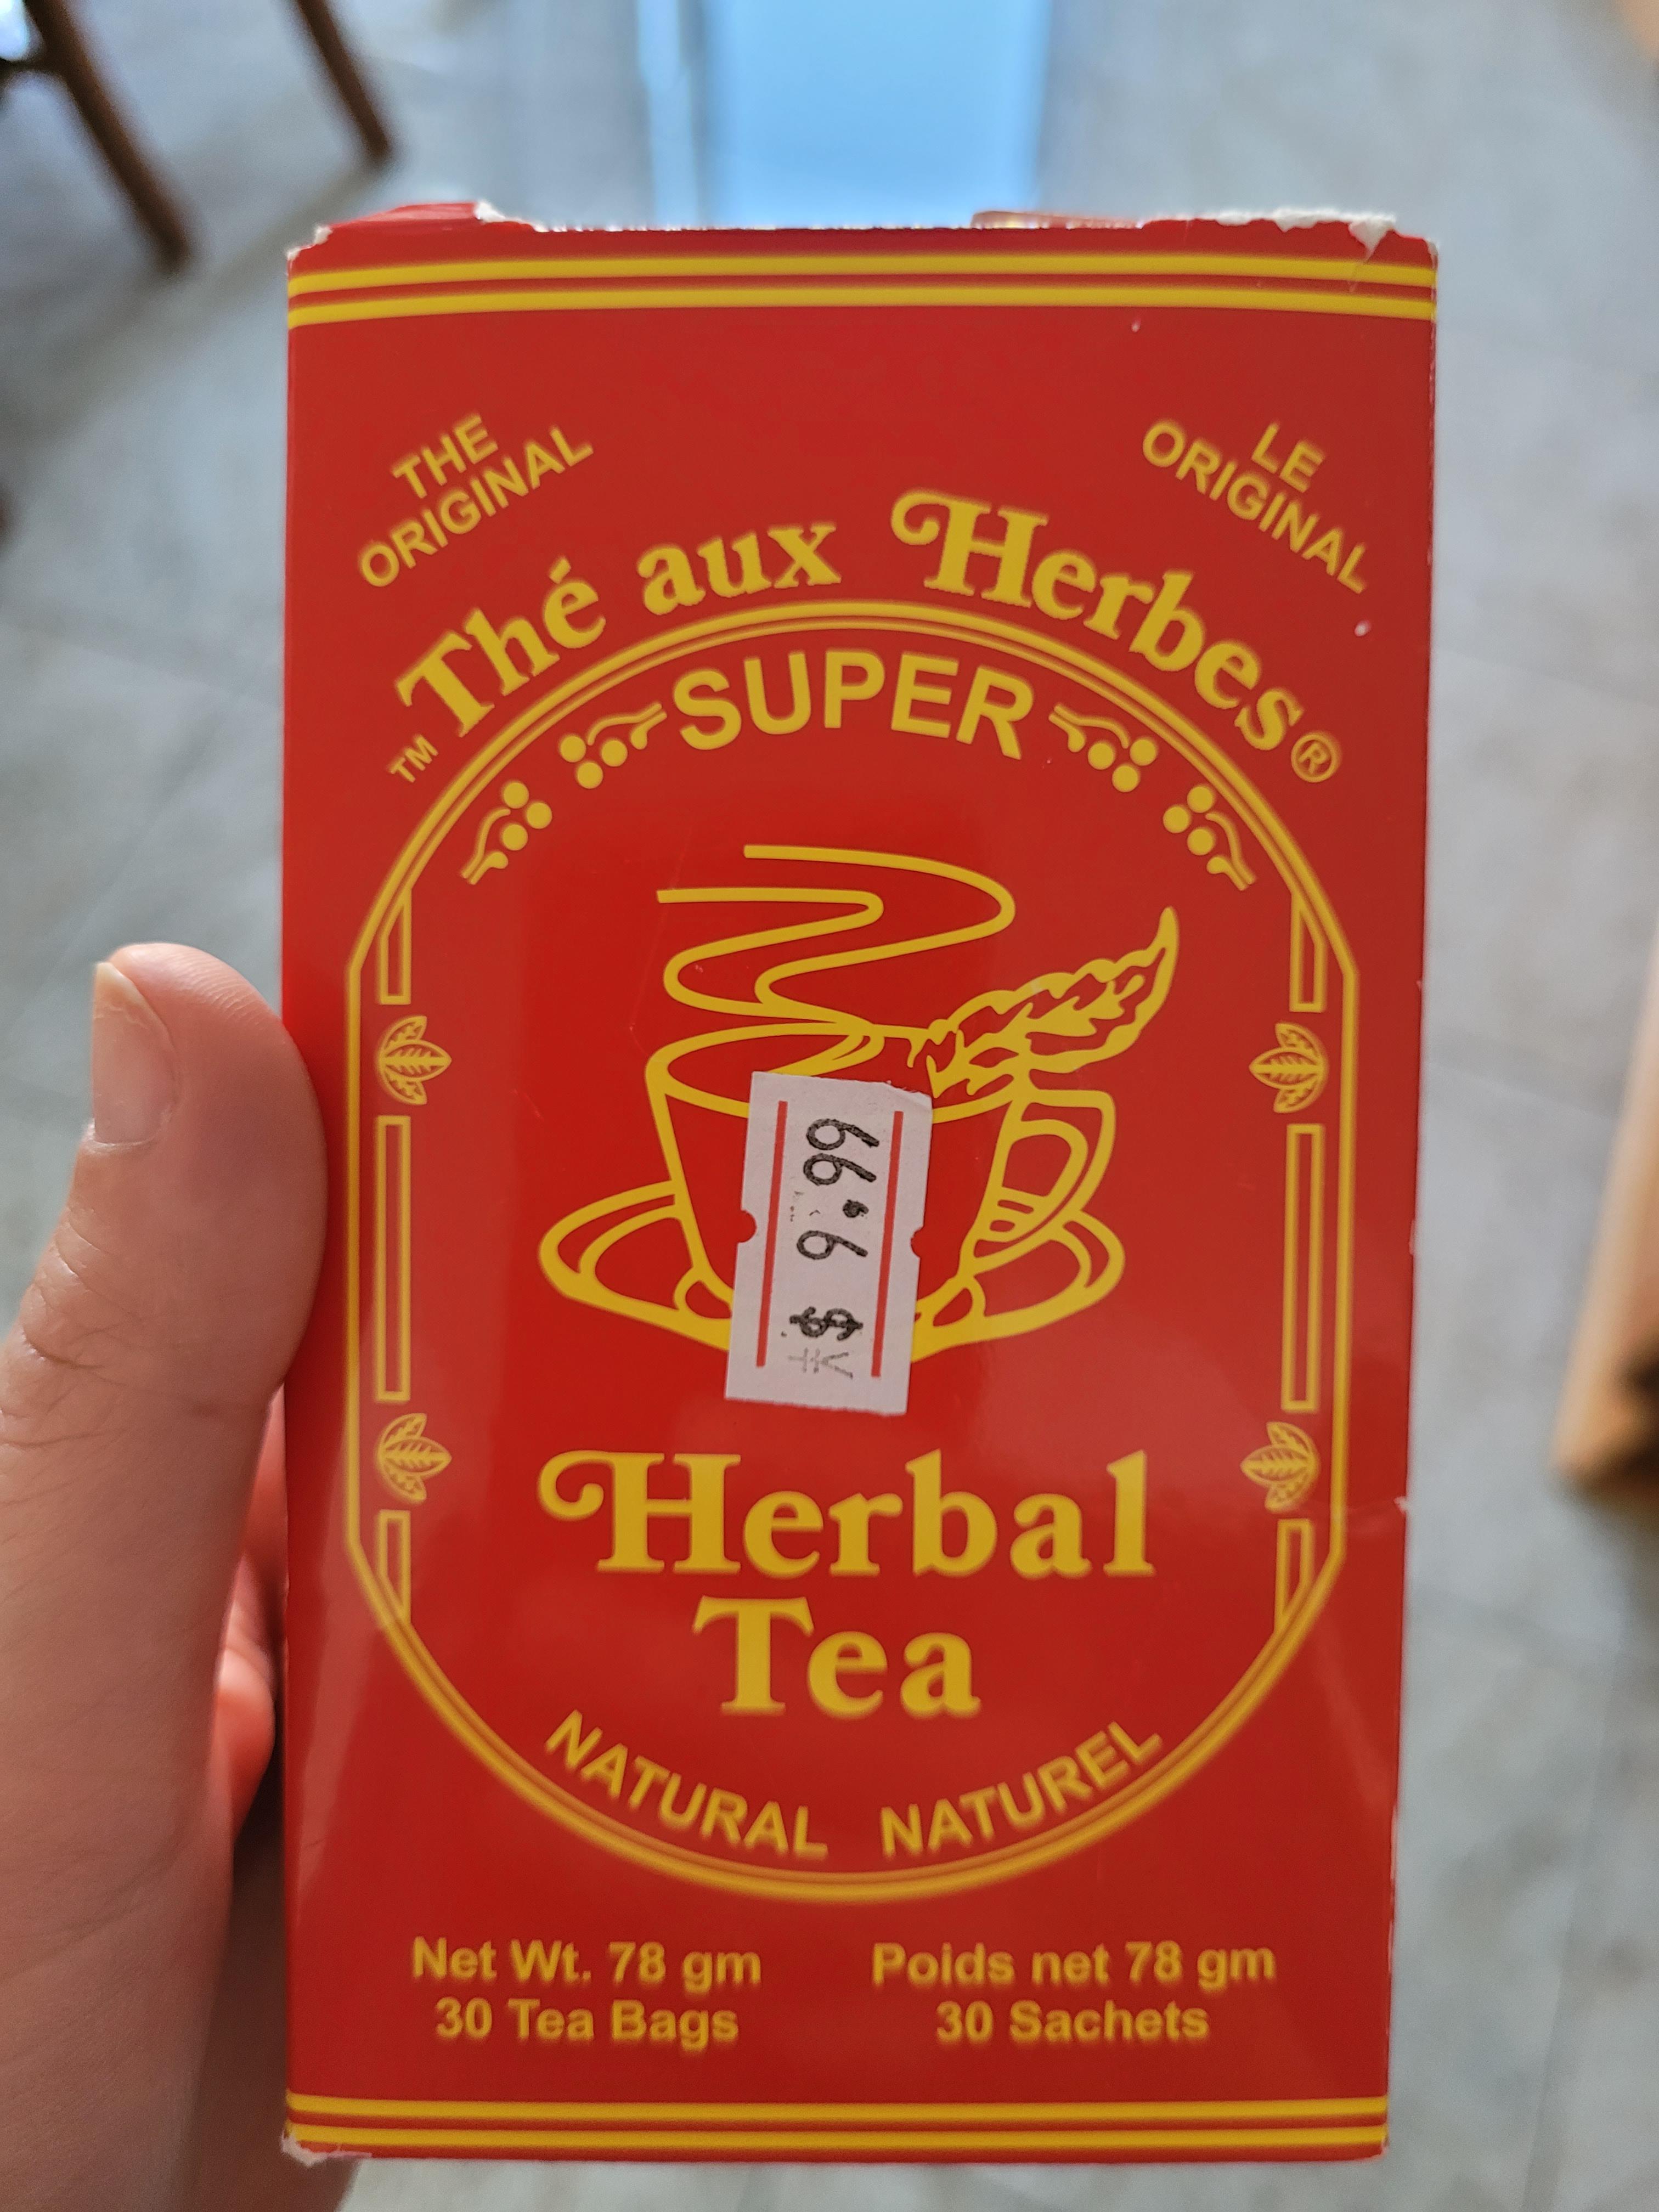 THE
ORIGINAL
LE
ORIGINAL
™ Thé aux Herbes®
SUPER
¥ $ 6.99
Herbal
Tea
NATURAL NATUREL
Net Wt. 78 gm
30 Tea Bags
Poids net 78 gm
30 Sachets